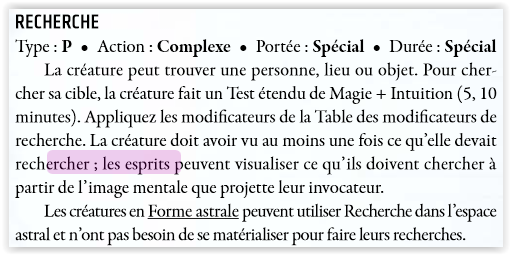 RECHERCHE
Type : P • Action : Complexe • Portée : Spécial • Durée : Spécial
La créature peut trouver une personne, lieu ou objet. Pour cher-
cher sa cible, la créature fait un Test étendu de Magie + Intuition (5, 10
minutes). Appliquez les modificateurs de la Table des modificateurs de
recherche. La créature doit avoir vu au moins une fois ce qu'elle devait
rechercher ; les esprits peuvent visualiser ce qu'ils doivent chercher à
partir de l'image mentale que projette leur invocateur.
Les créatures en Forme astrale peuvent utiliser Recherche dans l'espace
astral et n'ont pas besoin de se matérialiser pour faire leurs recherches.